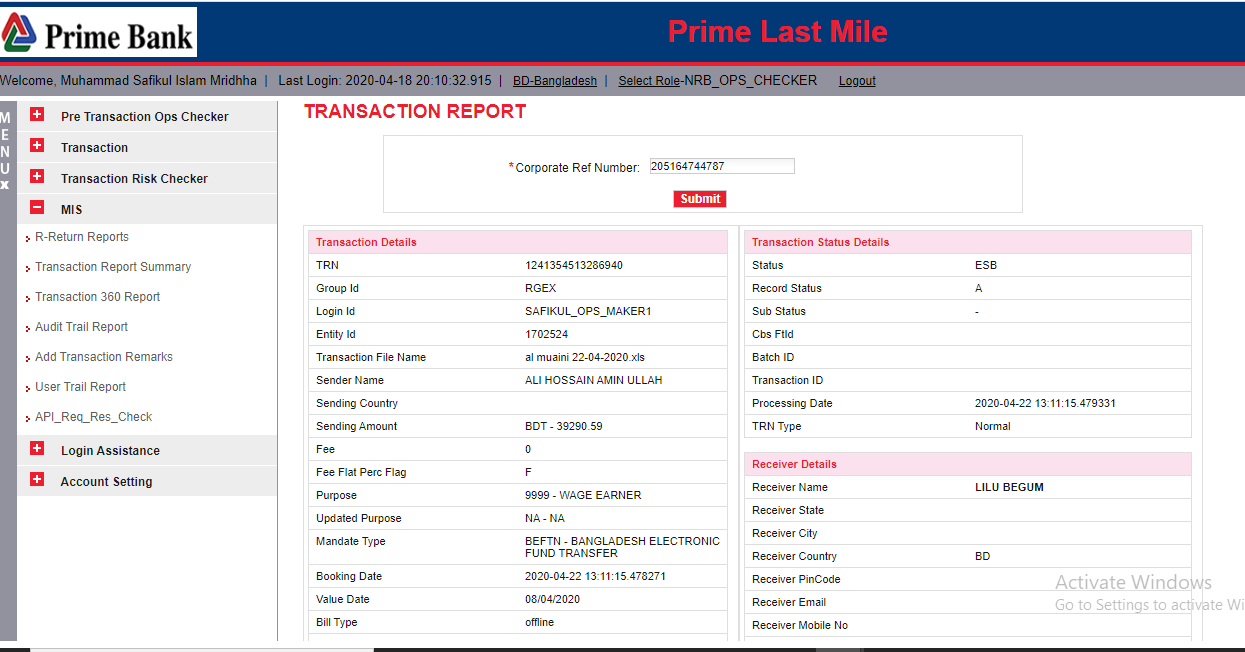 Prime Bank
Prime Last Mile
Welcome, Muhammad Safikul Islam Mridhha | Last Login: 2020-04-18 20:10:32.915 | BD-Bangladesh | Select Role-NRB_OPS_CHECKER Logout
MENU x
Pre Transaction Ops Checker
Transaction
Transaction Risk Checker
MIS
R-Return Reports
Transaction Report Summary
Transaction 360 Report
Audit Trail Report
Add Transaction Remarks
User Trail Report
API_Req_Res_Check
Login Assistance
Account Setting
TRANSACTION REPORT
*Corporate Ref Number: 205164744787
Submit
Transaction Details
TRN 1241354513286940
Group Id RGEX
Login Id SAFIKUL_OPS_MAKER1
Entity Id 1702524
Transaction File Name al muaini 22-04-2020.xls
Sender Name ALI HOSSAIN AMIN ULLAH
Sending Country
Sending Amount BDT - 39290.59
Fee 0
Fee Flat Perc Flag F
Purpose 9999 - WAGE EARNER
Updated Purpose NA - NA
Mandate Type BEFTN - BANGLADESH ELECTRONIC
FUND TRANSFER
Booking Date 2020-04-22 13:11:15.478271
Value Date 08/04/2020
Bill Type offline
Transaction Status Details
Status ESB
Record Status A
Sub Status -
Cbs FtId
Batch ID
Transaction ID
Processing Date 2020-04-22 13:11:15.479331
TRN Type Normal
Receiver Details
Receiver Name LILU BEGUM
Receiver State
Receiver City
Receiver Country BD
Receiver PinCode
Receiver Email
Receiver Mobile No
Activate Windows
Go to Settings to activate Wi